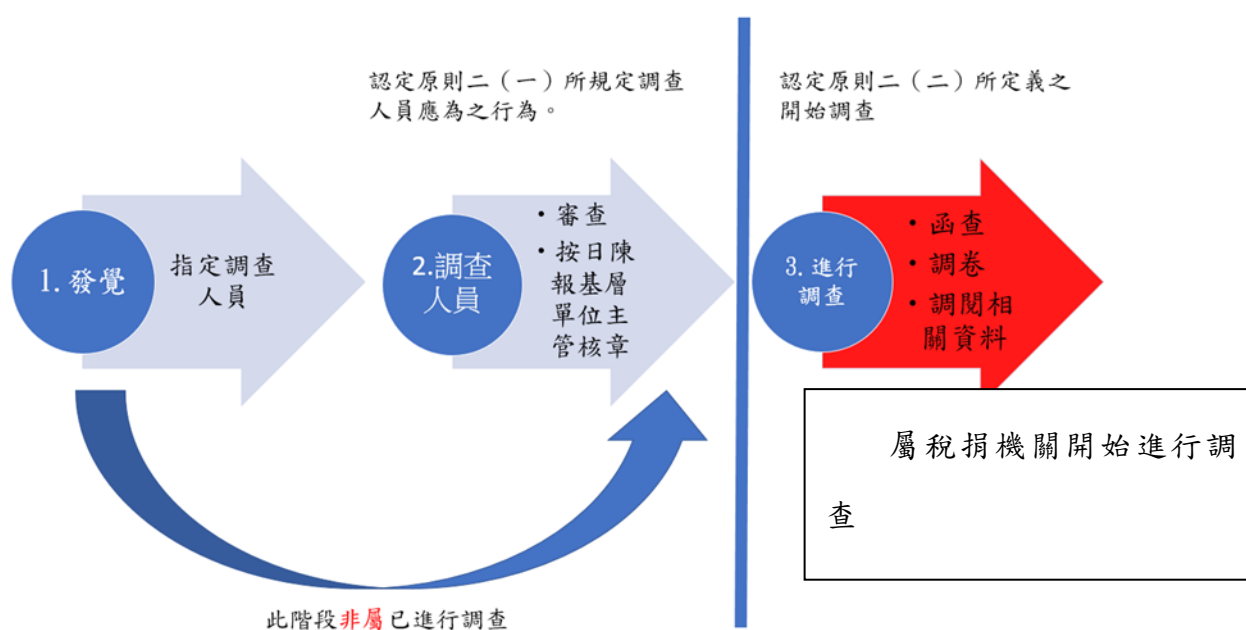 認定原則二（一）所規定調查
人員應為之行為。
認定原則二（二）所定義之
開始調查
1. 發覺
指定調查
人員
2.調查
人員
・審查
・按日陳
報基層
單位主
管核章
3. 進行
調查
・函查
・調卷
・調閱相
關資料
屬稅捐機關開始進行調
查
此階段非屬已進行調查